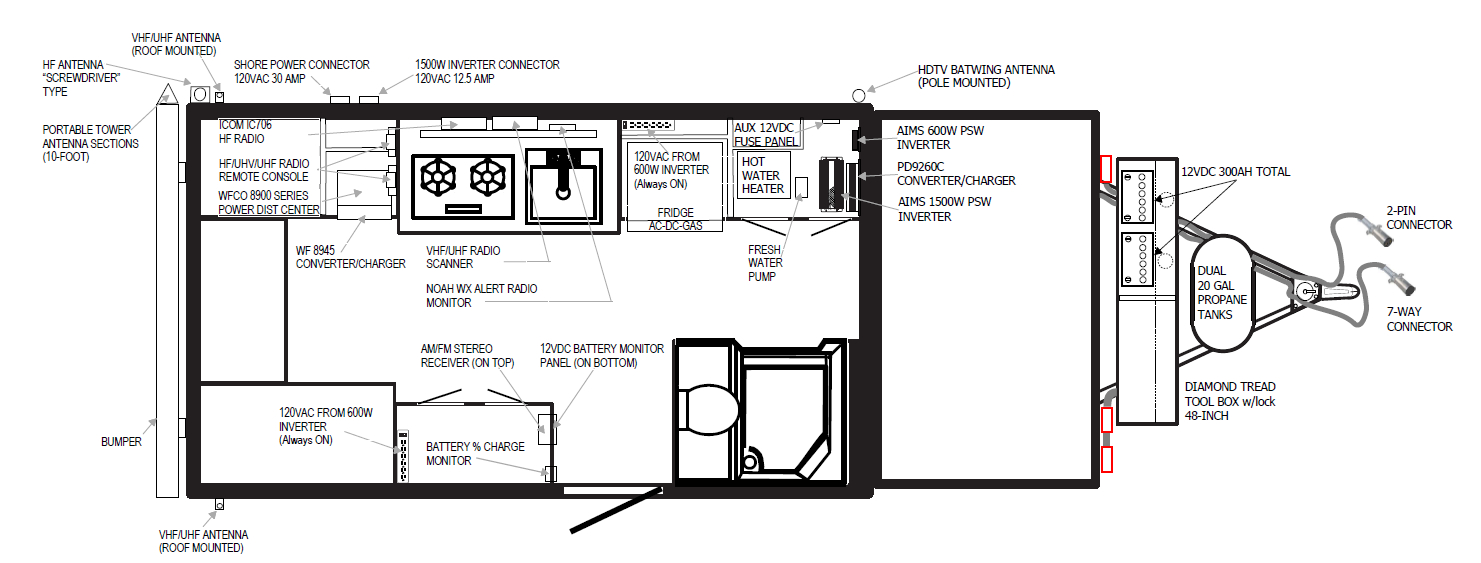 VHF/UHF ANTENNA
(ROOF MOUNTED)
HF ANTENNA
“SCREWDRIVER”
TYPE
SHORE POWER CONNECTOR
120VAC 30 AMP
1500W INVERTER CONNECTOR
120VAC 12.5 AMP
HDTV BATWING ANTENNA
(POLE MOUNTED)
PORTABLE TOWER
ANTENNA SECTIONS
(10-FOOT)
ICOM IC706
HF RADIO
HF/UHV/UHF RADIO
REMOTE CONSOLE
WFCO 8900 SERIES
POWER DIST CENTER
120VAC FROM
600W INVERTER
(Always ON)
FRIDGE
AC-DC-GAS
AUX 12VDC
FUSE PANEL
HOT
WATER
HEATER
AIMS 600W PSW
INVERTER
PD9260C
CONVERTER/CHARGER
AIMS 1500W PSW
INVERTER
12VDC 300AH TOTAL
2-PIN
CONNECTOR
WF 8945
CONVERTER/CHARGER
VHF/UHF RADIO
SCANNER
NOAH WX ALERT RADIO
MONITOR
FRESH
WATER
PUMP
DUAL
20 GAL
PROPANE
TANKS
7-WAY
CONNECTOR
AM/FM STEREO
RECEIVER (ON TOP)
12VDC BATTERY MONITOR
PANEL (ON BOTTOM)
DIAMOND TREAD
TOOL BOX w/lock
48-INCH
120VAC FROM 600W
INVERTER
(Always ON)
BUMPER
BATTERY % CHARGE
MONITOR
VHF/UHF ANTENNA
(ROOF MOUNTED)